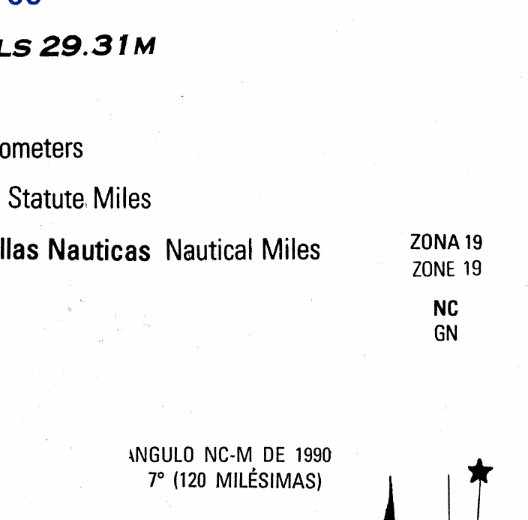 LS 29.31M
ometers
Statute Miles
llas Nauticas Nautical Miles
ZONA 19
ZONE 19
NC
GN
ANGULO NC-M DE 1990
7° (120 MILÉSIMAS)